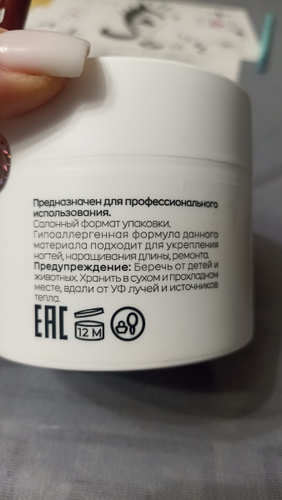 Предназначен для профессионального
использования.
Салонный формат упаковки.
Гипоаллергенная формула данного
материала подходит для укрепления
ногтей, наращивания длины, ремонта.
Предупреждение: Беречь от детей и
животных. Хранить в сухом и прохладном
месте, вдали от УФ лучей и источников
тепла.
EAC 12 M